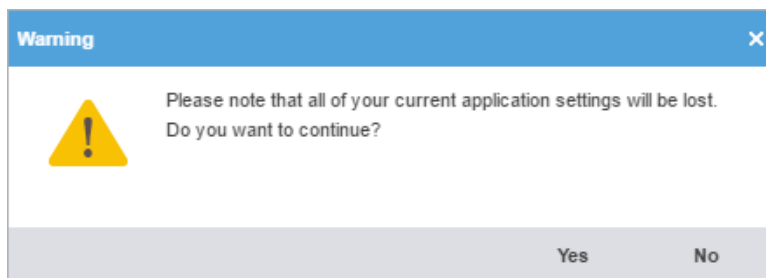 Warning
Please note that all of your current application settings will be lost.
Do you want to continue?
Yes No